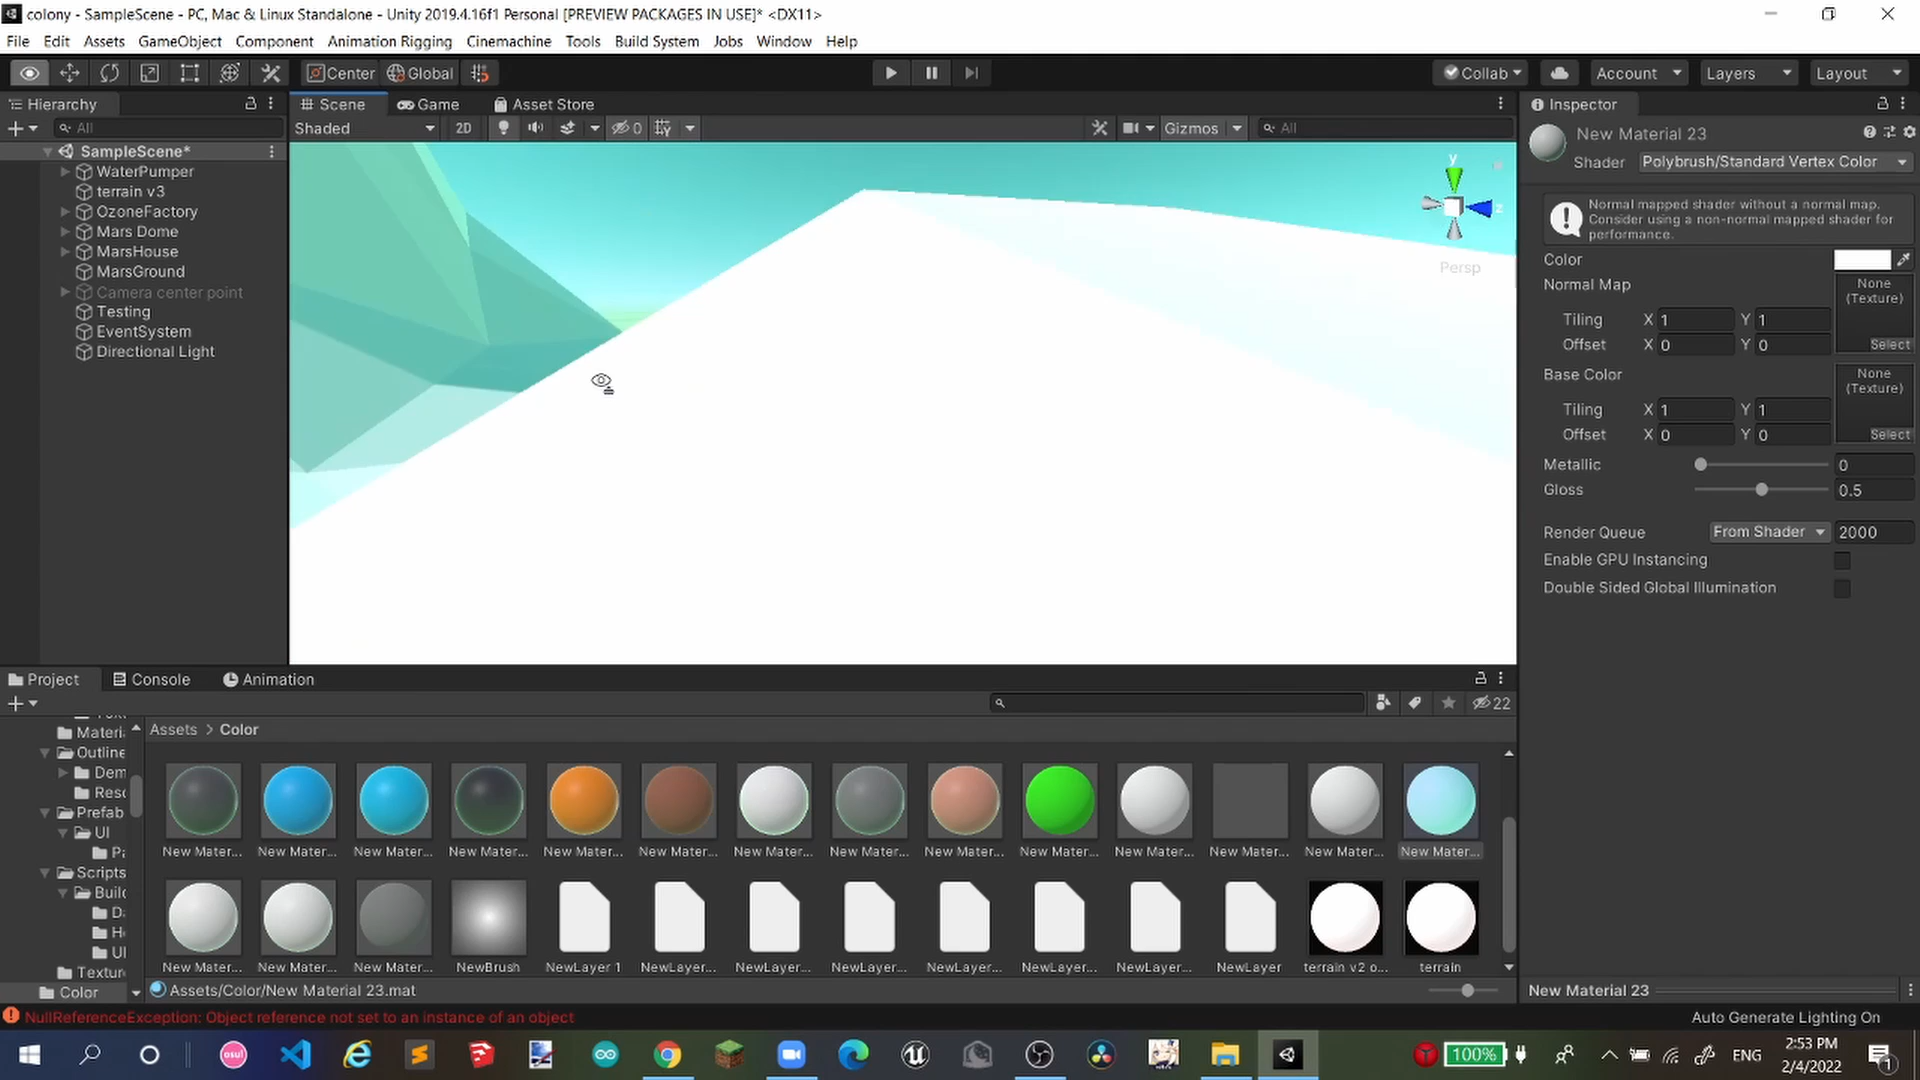 colony - SampleScene - PC, Mac & Linux Standalone - Unity 2019.4.16f1 Personal [PREVIEW PACKAGES IN USE]* <DX11>
File Edit Assets GameObject Component Animation Rigging Cinemachine Tools Build System Jobs Window Help
Center Global Collab Account Layers Layout
Hierarchy
All
SampleScene*
WaterPumper
terrain v3
OzoneFactory
Mars Dome
MarsHouse
MarsGround
Camera center point
Testing
EventSystem
Directional Light
Scene Game Asset Store
Shaded 2D 0 Gizmos All
y
z
Persp
Inspector
New Material 23
Shader Polybrush/Standard Vertex Color
Normal mapped shader without a normal map.
Consider using a non-normal mapped shader for
performance.
Color
Normal Map None
(Texture)
Tiling X 1 Y 1
Offset X 0 Y 0 Select
Base Color None
(Texture)
Tiling X 1 Y 1
Offset X 0 Y 0 Select
Metallic 0
Gloss 0.5
Render Queue From Shader 2000
Enable GPU Instancing
Double Sided Global Illumination
Project Console Animation
22
Materi
Outline
Dem
Reso
Prefab
UI
Scripts
Build
UI
Textur
Color
Assets > Color
New Mater... New Mater... New Mater... New Mater... New Mater... New Mater... New Mater... New Mater... New Mater... New Mater... New Mater... New Mater... New Mater... New Mater...
New Mater... New Mater... New Mater... NewBrush NewLayer 1 NewLayer... NewLayer... NewLayer... NewLayer... NewLayer... NewLayer... NewLayer terrain v2 o... terrain
Assets/Color/New Material 23.mat
New Material 23
NullReferenceException: Object reference not set to an instance of an object
Auto Generate Lighting On
osu!
100%
ENG
2:53 PM
2/4/2022
1